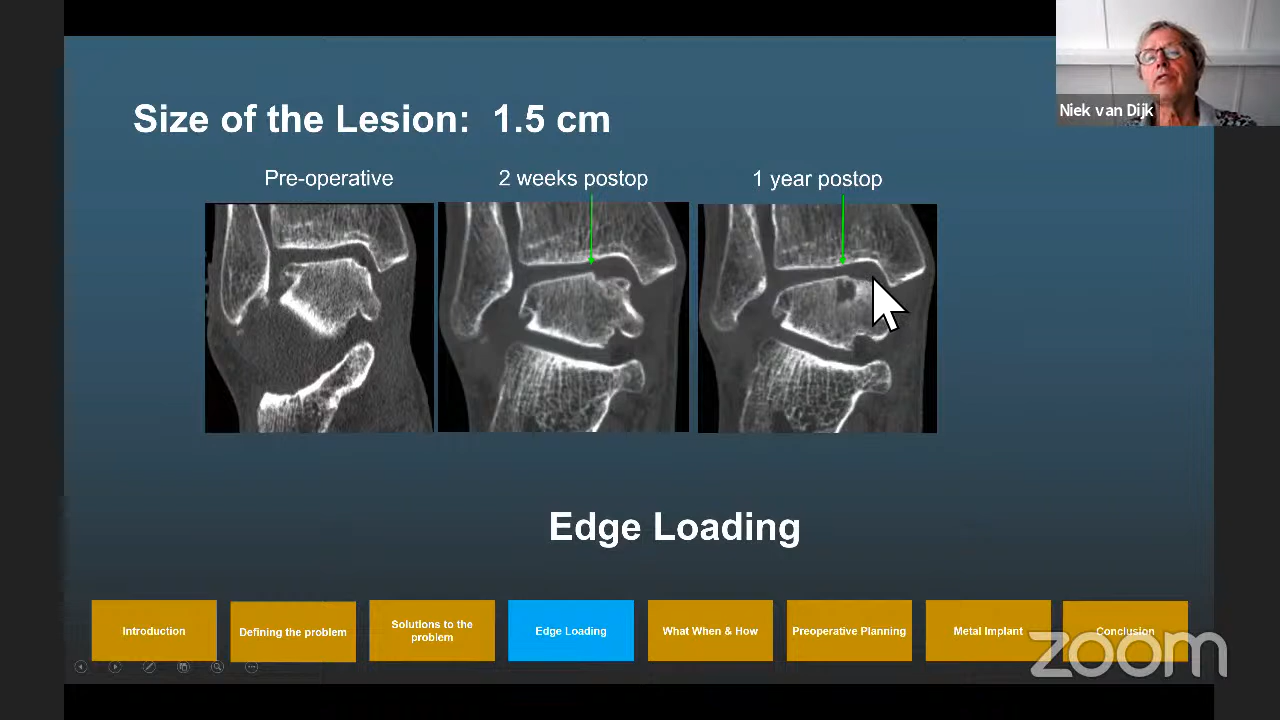 Niek van Dijk
Size of the Lesion: 1.5 cm
Pre-operative
2 weeks postop
1 year postop
Edge Loading
Introduction
Defining the problem
Solutions to the
problem
Edge Loading
What When & How
Preoperative Planning
Metal Implant
Conclusion
zoom